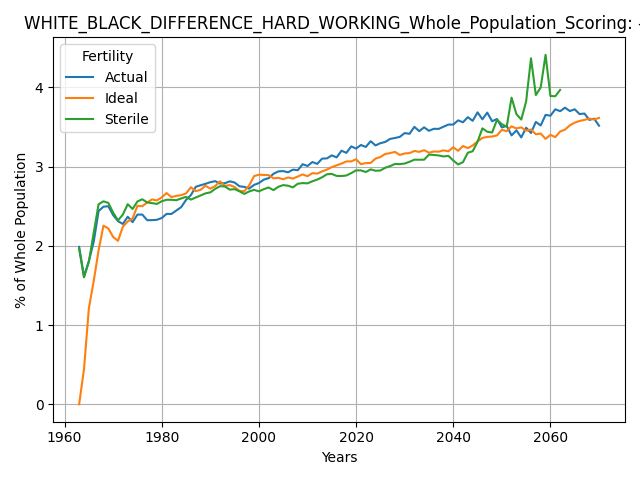 WHITE_BLACK_DIFFERENCE_HARD_WORKING_Whole_Population_Scoring: -
Fertility
Actual
Ideal
Sterile
% of Whole Population
4
3
2
1
0
1960 1980 2000 2020 2040 2060
Years